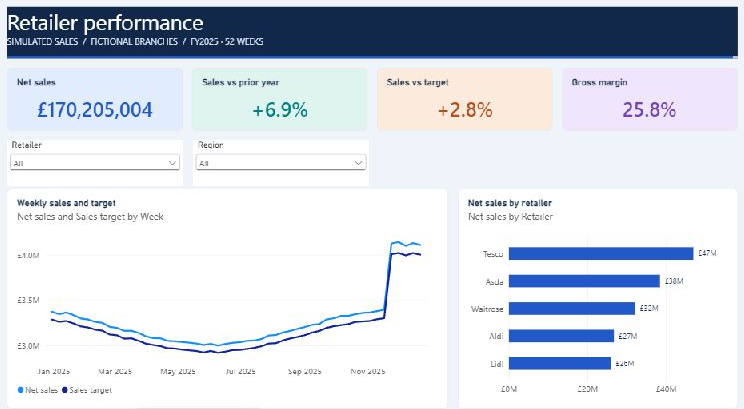 Retailer performance
SIMULATED SALES / FICTIONAL BRANCHES / FY2025 · 52 WEEKS
Net sales
£170,205,004
Sales vs prior year
+6.9%
Sales vs target
+2.8%
Gross margin
25.8%
Retailer
All
Region
All
Weekly sales and target
Net sales and Sales target by Week
£4.0M
£3.5M
£3.0M
Jan 2025 Mar 2025 May 2025 Jul 2025 Sep 2025 Nov 2025
Net sales Sales target
Net sales by retailer
Net sales by Retailer
Tesco £47M
Asda £38M
Waitrose £32M
Aldi £27M
Lidl £26M
£0M £20M £40M